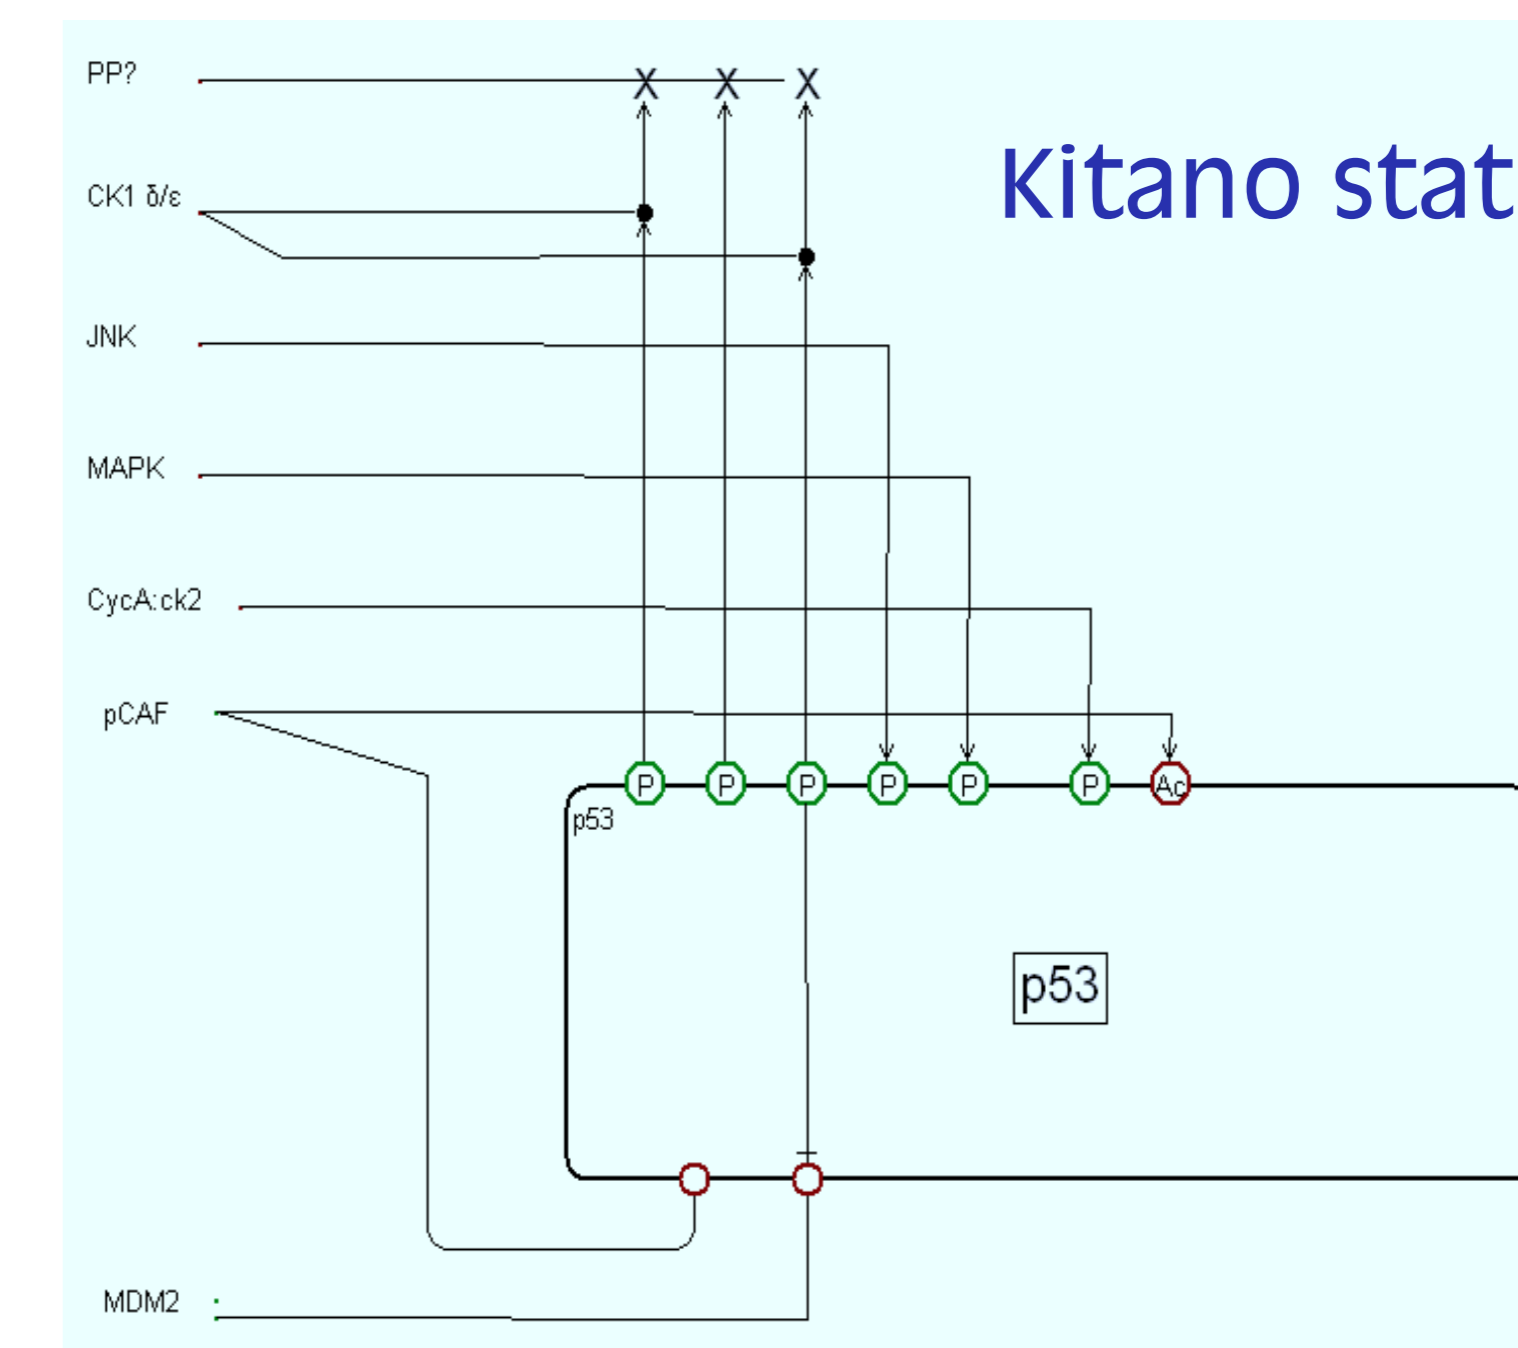 PP?
X X X
Kitano stat
CK1 δ/ε
JNK
MAPK
CycA:ck2
pCAF
P P P P P P Ac
p53
p53
MDM2